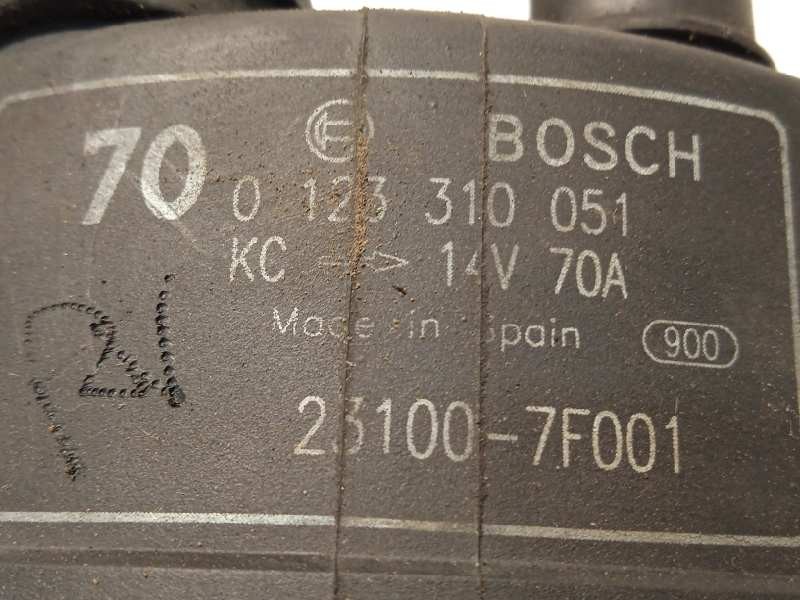 70 BOSCH
0 123 310 051
KC → 14V 70A
Made in Spain 900
23100-7F001